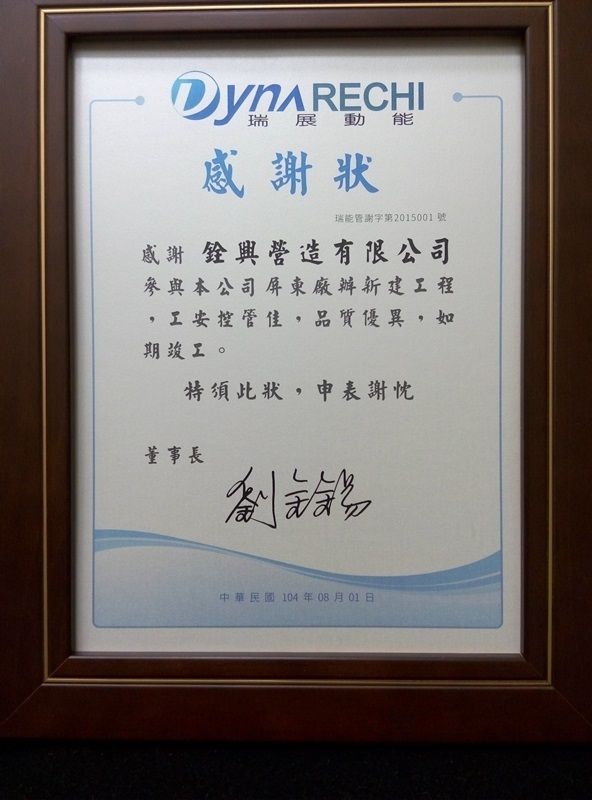 Dyna RECHI
瑞展動能
感謝狀
瑞能管謝字第2015001號
感謝 銓興營造有限公司
參與本公司屏東廠辦新建工程
，工安控管佳，品質優異，如
期竣工。
特須此狀，申表謝忱
董事長
中華民國 104 年 08 月 01 日